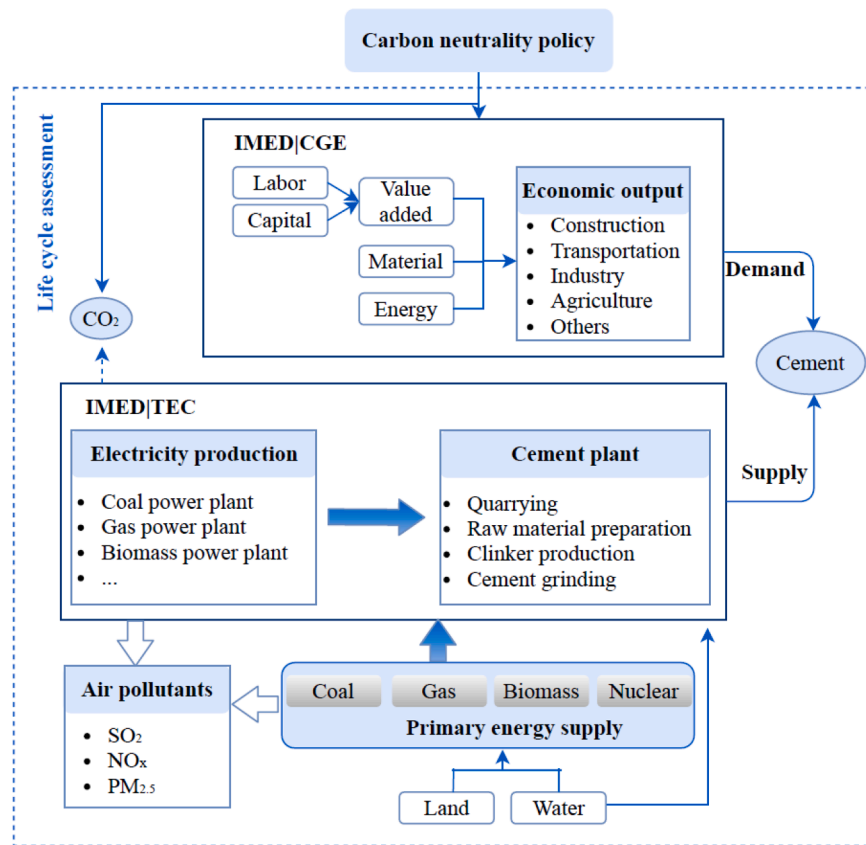 Carbon neutrality policy
Life cycle assessment
IMED|CGE
Labor
Capital
Value
added
Material
Energy
Economic output
• Construction
• Transportation
• Industry
• Agriculture
• Others
Demand
CO₂
Cement
IMED|TEC
Electricity production
• Coal power plant
• Gas power plant
• Biomass power plant
• ...
Cement plant
• Quarrying
• Raw material preparation
• Clinker production
• Cement grinding
Supply
Air pollutants
• SO₂
• NOₓ
• PM₂.₅
Coal
Gas
Biomass
Nuclear
Primary energy supply
Land
Water